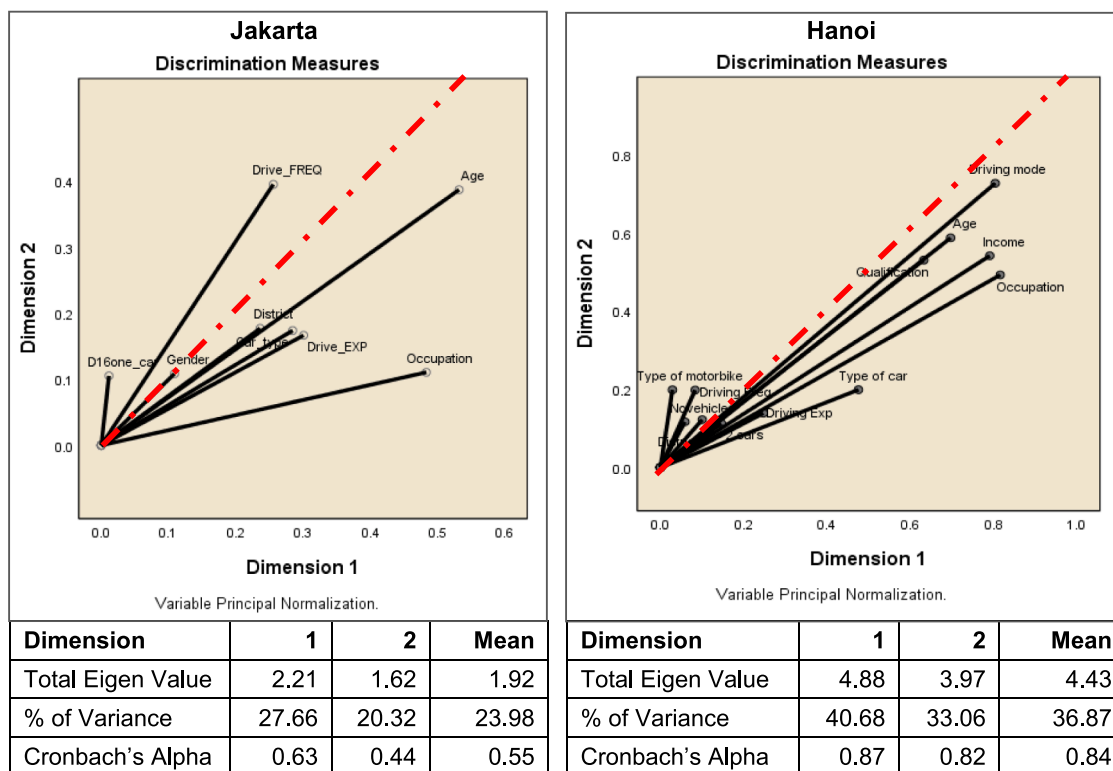 Jakarta
Discrimination Measures
Dimension 2
0.4
0.3
0.2
0.1
0.0
Drive_FREQ
Age
District
Car_type
Drive_EXP
D16one_car
Gender
Occupation
0.0 0.1 0.2 0.3 0.4 0.5 0.6
Dimension 1
Variable Principal Normalization.
Dimension 1 2 Mean
Total Eigen Value 2.21 1.62 1.92
% of Variance 27.66 20.32 23.98
Cronbach's Alpha 0.63 0.44 0.55
Hanoi
Discrimination Measures
Dimension 2
0.8
0.6
0.4
0.2
0.0
Driving mode
Age
Income
Qualification
Occupation
Type of motorbike
Type of car
Driving Freq
Novehicle
Driving Exp
2 cars
0.0 0.2 0.4 0.6 0.8 1.0
Dimension 1
Variable Principal Normalization.
Dimension 1 2 Mean
Total Eigen Value 4.88 3.97 4.43
% of Variance 40.68 33.06 36.87
Cronbach's Alpha 0.87 0.82 0.84